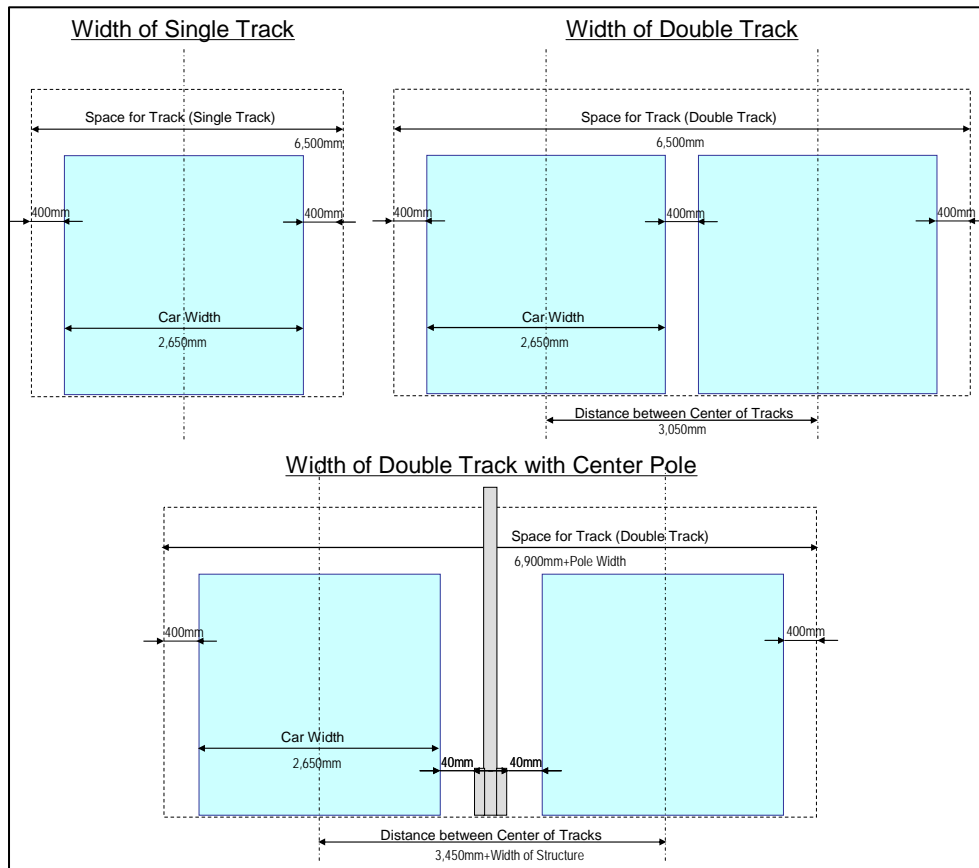 Width of Single Track
Space for Track (Single Track)
6,500mm
400mm
400mm
Car Width
2,650mm
Width of Double Track
Space for Track (Double Track)
6,500mm
400mm
400mm
400mm
Car Width
2,650mm
Distance between Center of Tracks
3,050mm
Width of Double Track with Center Pole
Space for Track (Double Track)
6,900mm+Pole Width
400mm
400mm
Car Width
2,650mm
40mm
40mm
Distance between Center of Tracks
3,450mm+Width of Structure